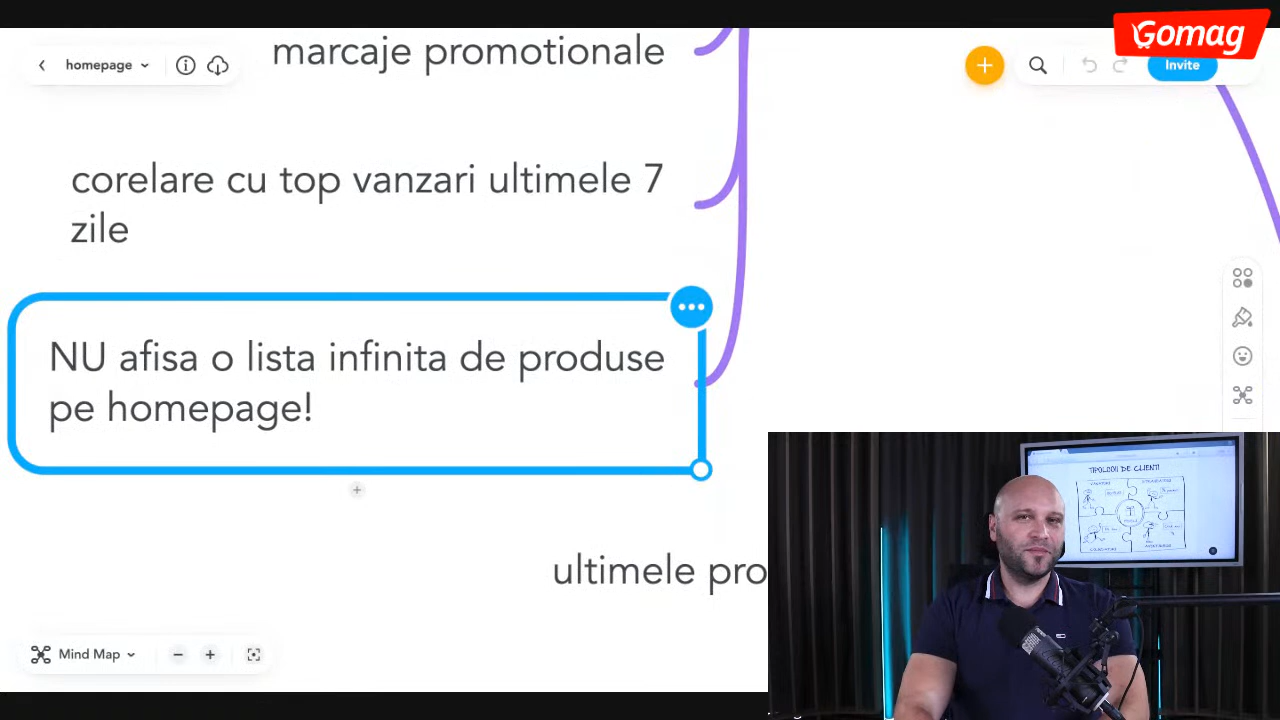 Gomag
marcaje promotionale
homepage
Invite
corelare cu top vanzari ultimele 7
zile
NU afisa o lista infinita de produse
pe homepage!
ultimele pro
Mind Map
TIPOLOGII DE CLIENTI